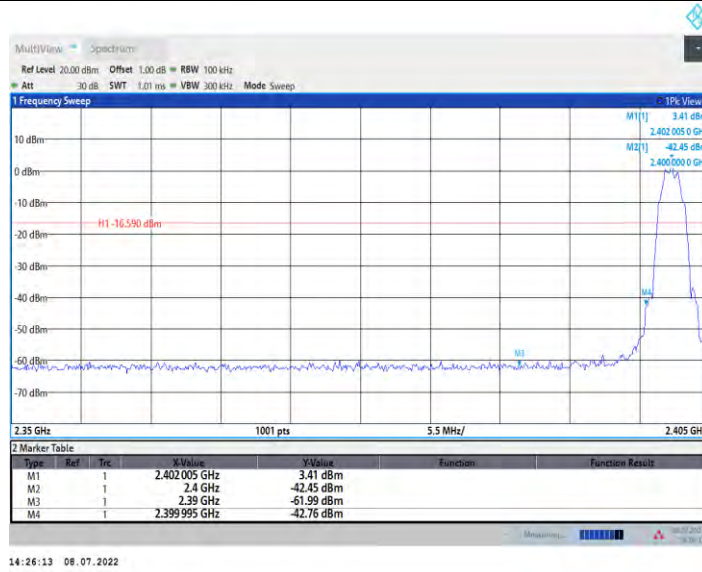 MultiView Spectrum
Ref Level 20.00 dBm Offset 1.00 dB RBW 100 kHz
Att 30 dB SWT 1.01 ms VBW 300 kHz Mode Sweep
1 Frequency Sweep 1Pk View
M1[1] 3.41 dBm
2.402 005 0 GH
M2[1] -42.45 dBm
2.400 000 0 GH
10 dBm
0 dBm
-10 dBm
H1 -16.590 dBm
-20 dBm
-30 dBm
-40 dBm
M4
-50 dBm
M3
-60 dBm
-70 dBm
2.35 GHz 1001 pts 5.5 MHz/ 2.405 GH
2 Marker Table
Type Ref Trc X-Value Y-Value Function Function Result
M1 1 2.402 005 GHz 3.41 dBm
M2 1 2.4 GHz -42.45 dBm
M3 1 2.39 GHz -61.99 dBm
M4 1 2.399 995 GHz -42.76 dBm
14:26:13 08.07.2022